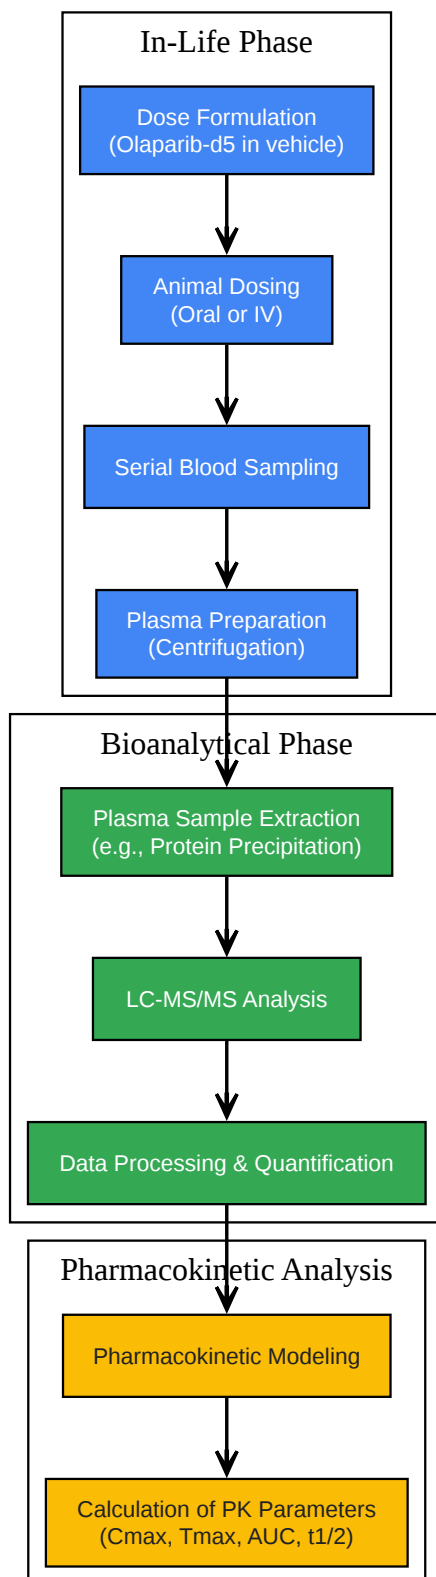 In-Life Phase
Dose Formulation
(Olaparib-d5 in vehicle)
Animal Dosing
(Oral or IV)
Serial Blood Sampling
Plasma Preparation
(Centrifugation)
Bioanalytical Phase
Plasma Sample Extraction
(e.g., Protein Precipitation)
LC-MS/MS Analysis
Data Processing & Quantification
Pharmacokinetic Analysis
Pharmacokinetic Modeling
Calculation of PK Parameters
(Cmax, Tmax, AUC, t1/2)